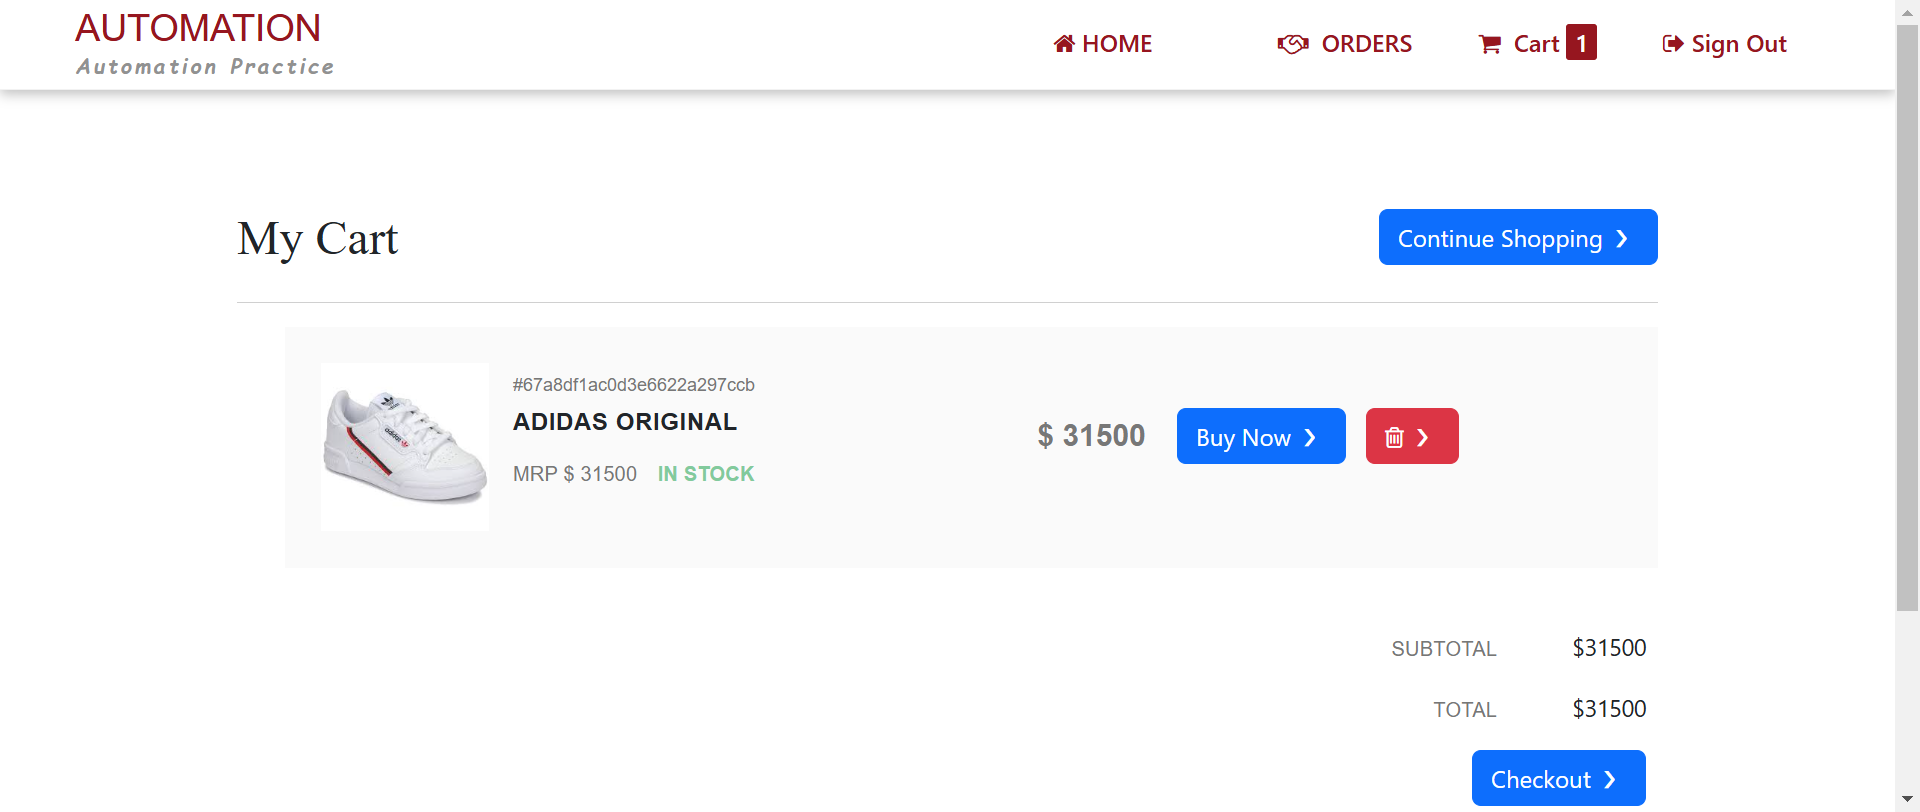 AUTOMATION
Automation Practice
HOME
ORDERS
Cart 1
Sign Out
My Cart
Continue Shopping
#67a8df1ac0d3e6622a297ccb
ADIDAS ORIGINAL
MRP $ 31500 IN STOCK
$ 31500
Buy Now
adidas
SUBTOTAL $31500
TOTAL $31500
Checkout